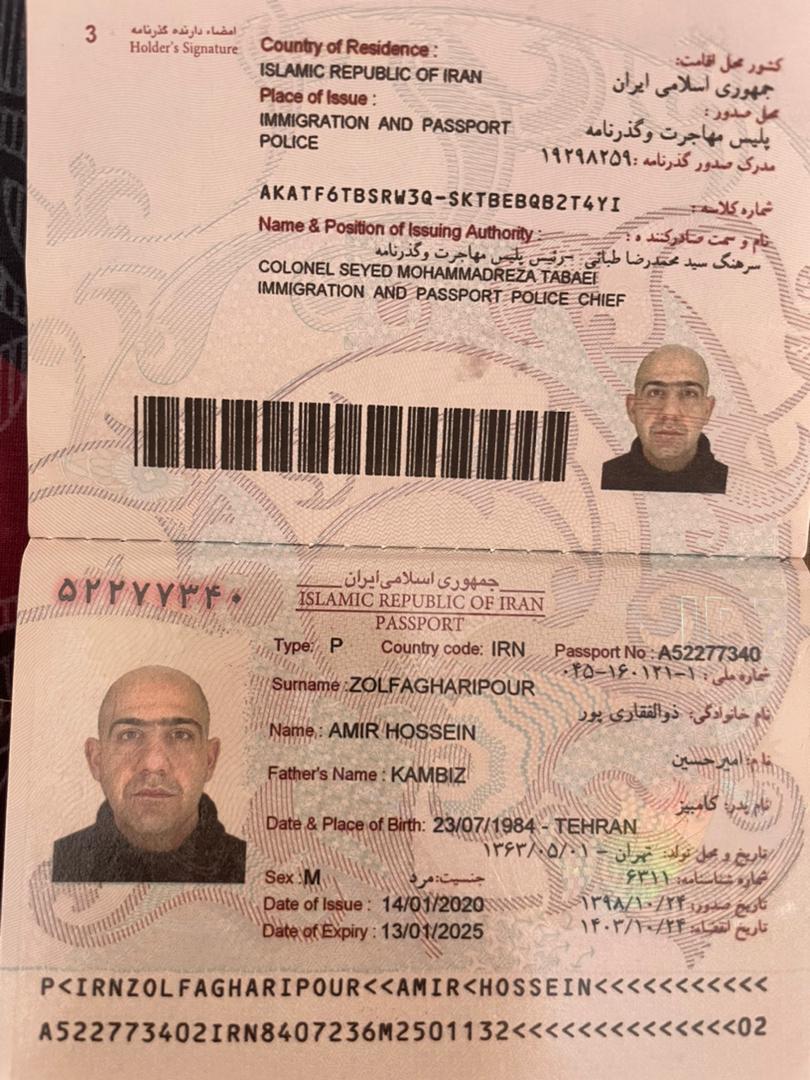 3
امضاء دارنده گذرنامه
Holder's Signature
Country of Residence :
کشور محل اقامت:
ISLAMIC REPUBLIC OF IRAN
جمهوری اسلامی ایران
Place of Issue :
محل صدور:
IMMIGRATION AND PASSPORT
POLICE
پلیس مهاجرت وگذرنامه
مدرک صدور گذرنامه :۱۹۲۹۸۲۵۹
AKATF6TBSRW3Q-SKTBEBQB2T4YI
شماره کلاسه :
Name & Position of Issuing Authority :
نام و سمت صادرکننده :
سرهنگ سید محمدرضا طبائی -رئیس پلیس مهاجرت وگذرنامه
COLONEL SEYED MOHAMMADREZA TABAEI
IMMIGRATION AND PASSPORT POLICE CHIEF
۵۲۲۷۷۳۴۰
جمهوری اسلامی ایران
ISLAMIC REPUBLIC OF IRAN
PASSPORT
Type: P Country code: IRN Passport No : A52277340
شماره ملی: ۰۴۵-۱۶۰۱۲۱-۱
Surname :ZOLFAGHARIPOUR
نام خانوادگی: ذوالفقاری پور
Name : AMIR HOSSEIN
نام: امیرحسین
Father's Name : KAMBIZ
نام پدر: کامبیز
Date & Place of Birth: 23/07/1984 - TEHRAN
تاریخ و محل تولد: تهران - ۱۳۶۳/۰۵/۰۱
Sex :M
جنسیت:مرد
شماره شناسنامه: ۶۳۱۱
Date of Issue : 14/01/2020
تاریخ صدور: ۱۳۹۸/۱۰/۲۴
Date of Expiry : 13/01/2025
تاریخ انقضاء: ۱۴۰۳/۱۰/۲۴
P<IRNZOLFAGHARIPOUR<<AMIR<HOSSEIN<<<<<<<<<<<
A522773402IRN8407236M2501132<<<<<<<<<<<<<<02